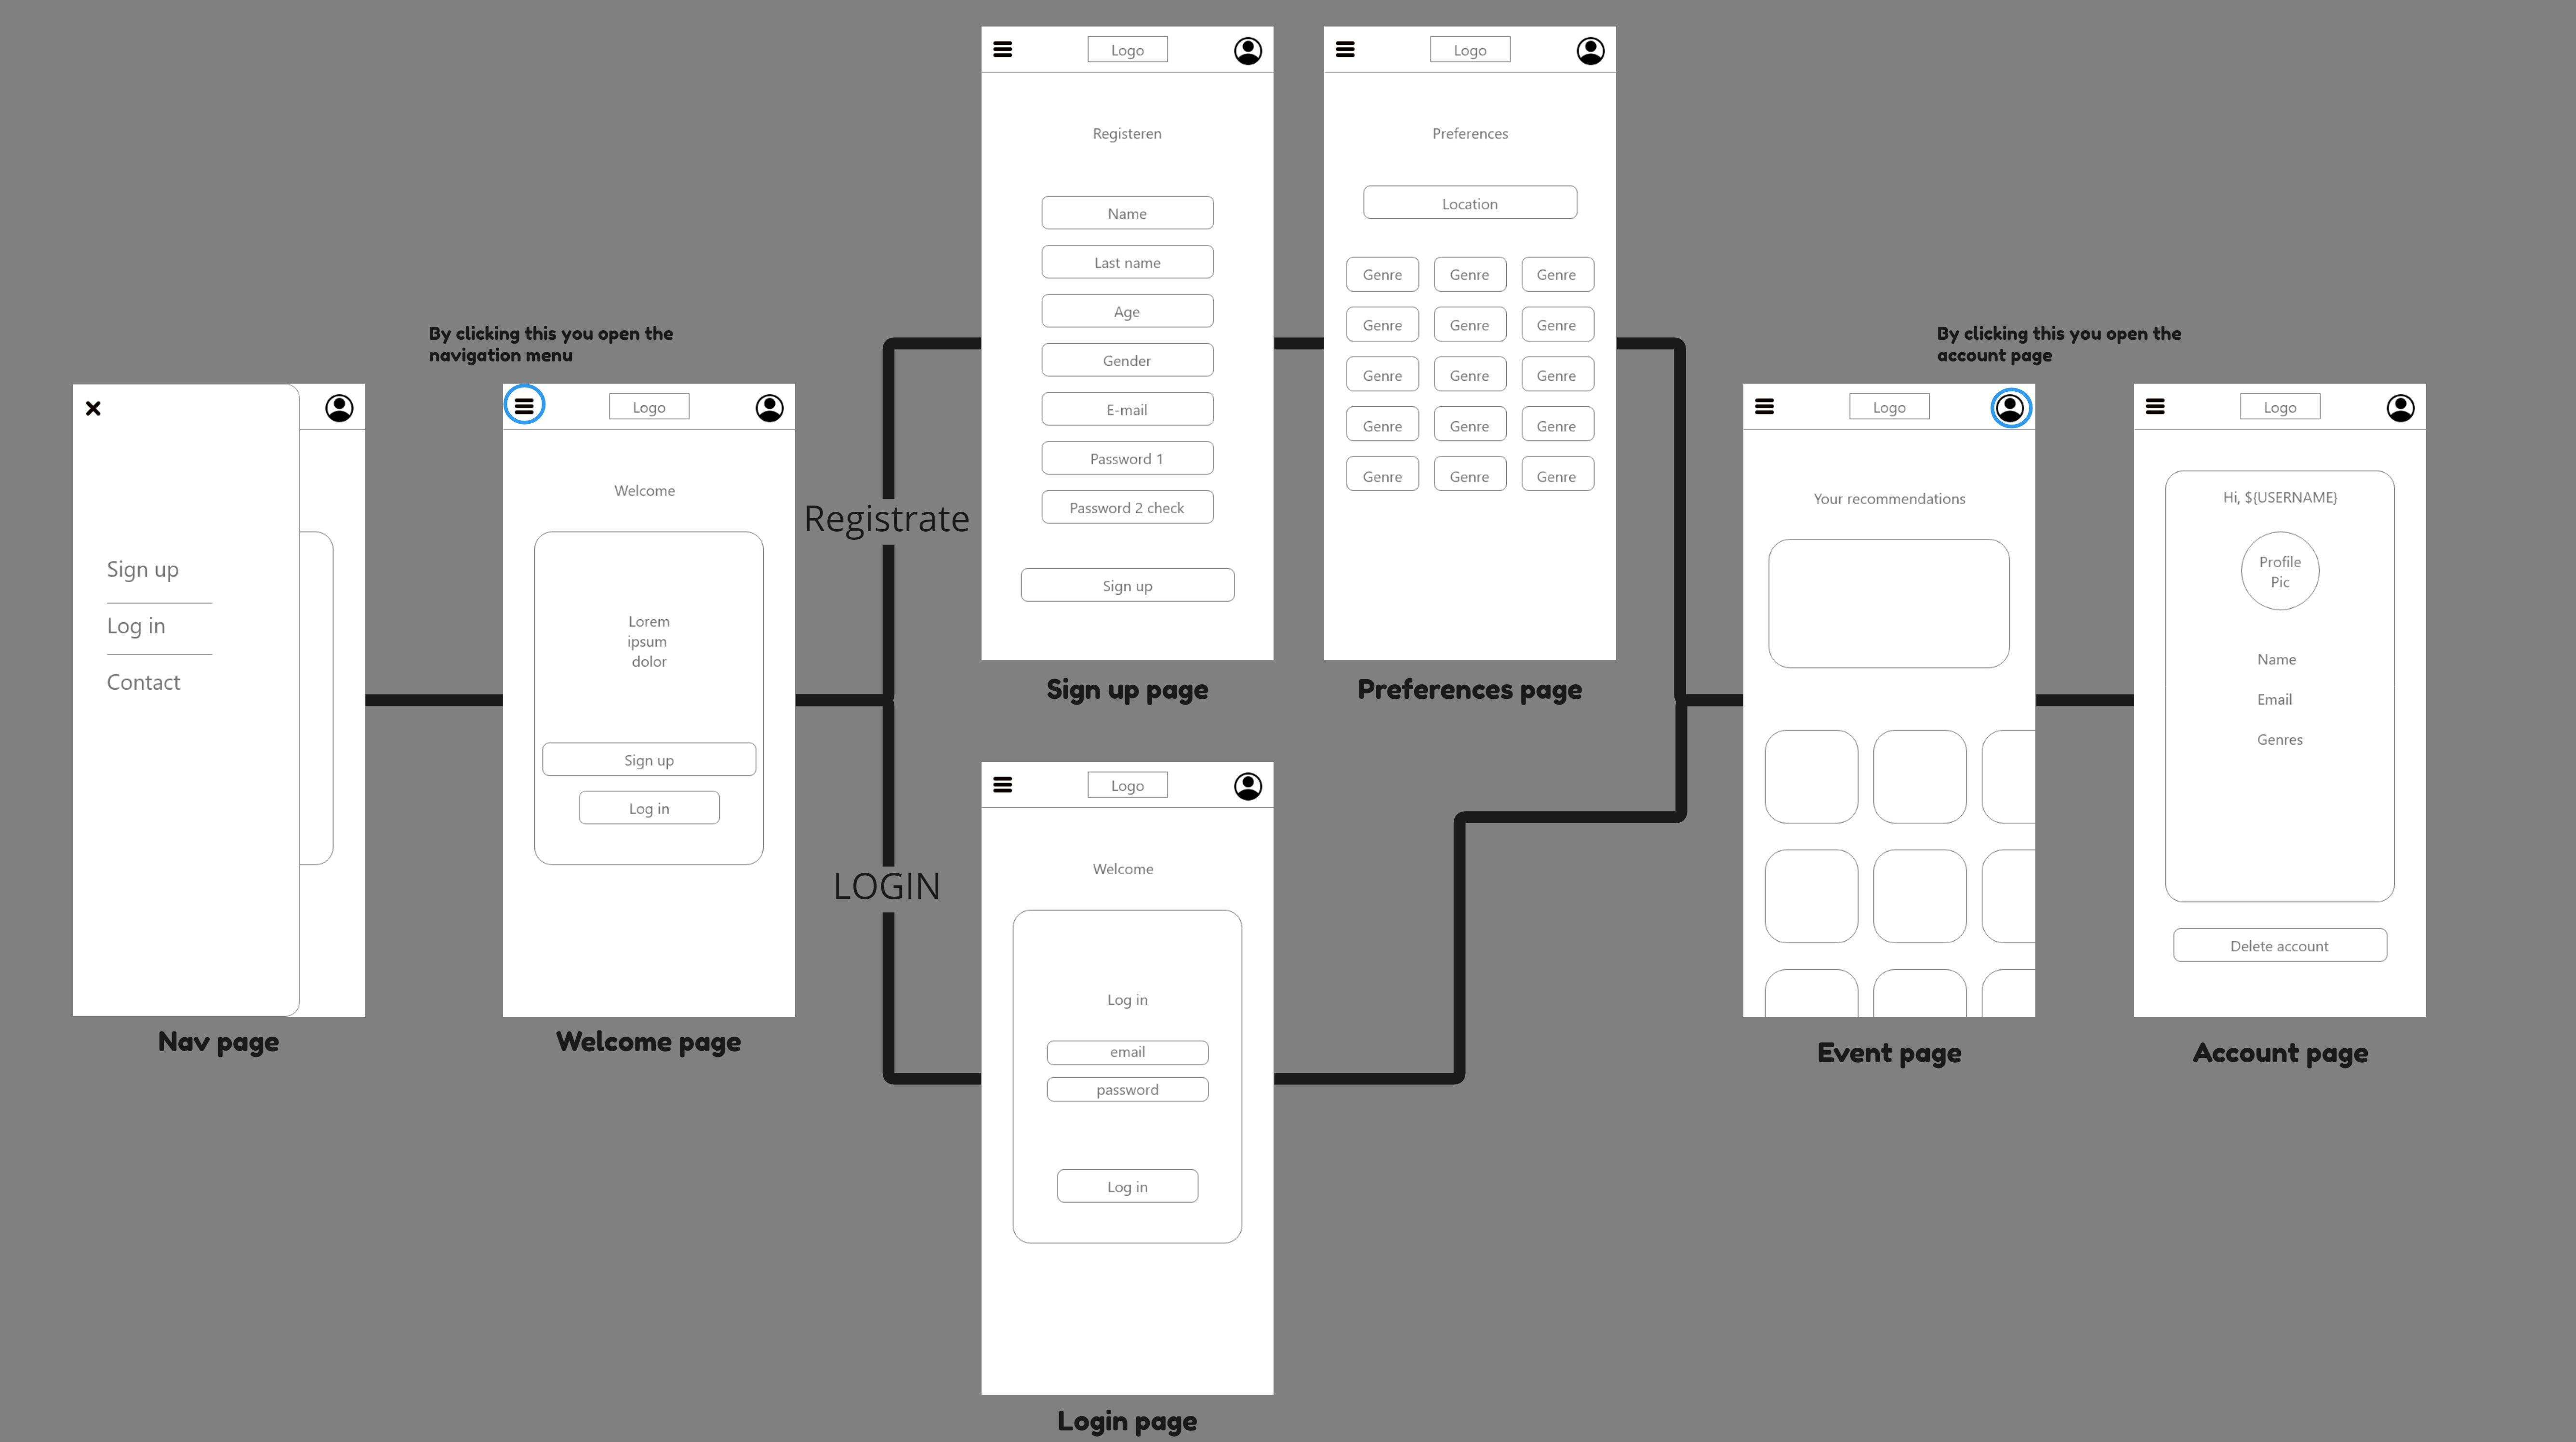 By clicking this you open the
navigation menu
Sign up
Log in
Contact
Nav page
Logo
Welcome
Lorem
ipsum
dolor
Sign up
Log in
Welcome page
Registrate
LOGIN
Logo
Registeren
Name
Last name
Age
Gender
E-mail
Password 1
Password 2 check
Sign up
Sign up page
Logo
Preferences
Location
Genre Genre Genre
Genre Genre Genre
Genre Genre Genre
Genre Genre Genre
Genre Genre Genre
Preferences page
Logo
Welcome
Log in
email
password
Log in
Login page
By clicking this you open the
account page
Logo
Your recommendations
Event page
Logo
Hi, ${USERNAME}
Profile
Pic
Name
Email
Genres
Delete account
Account page